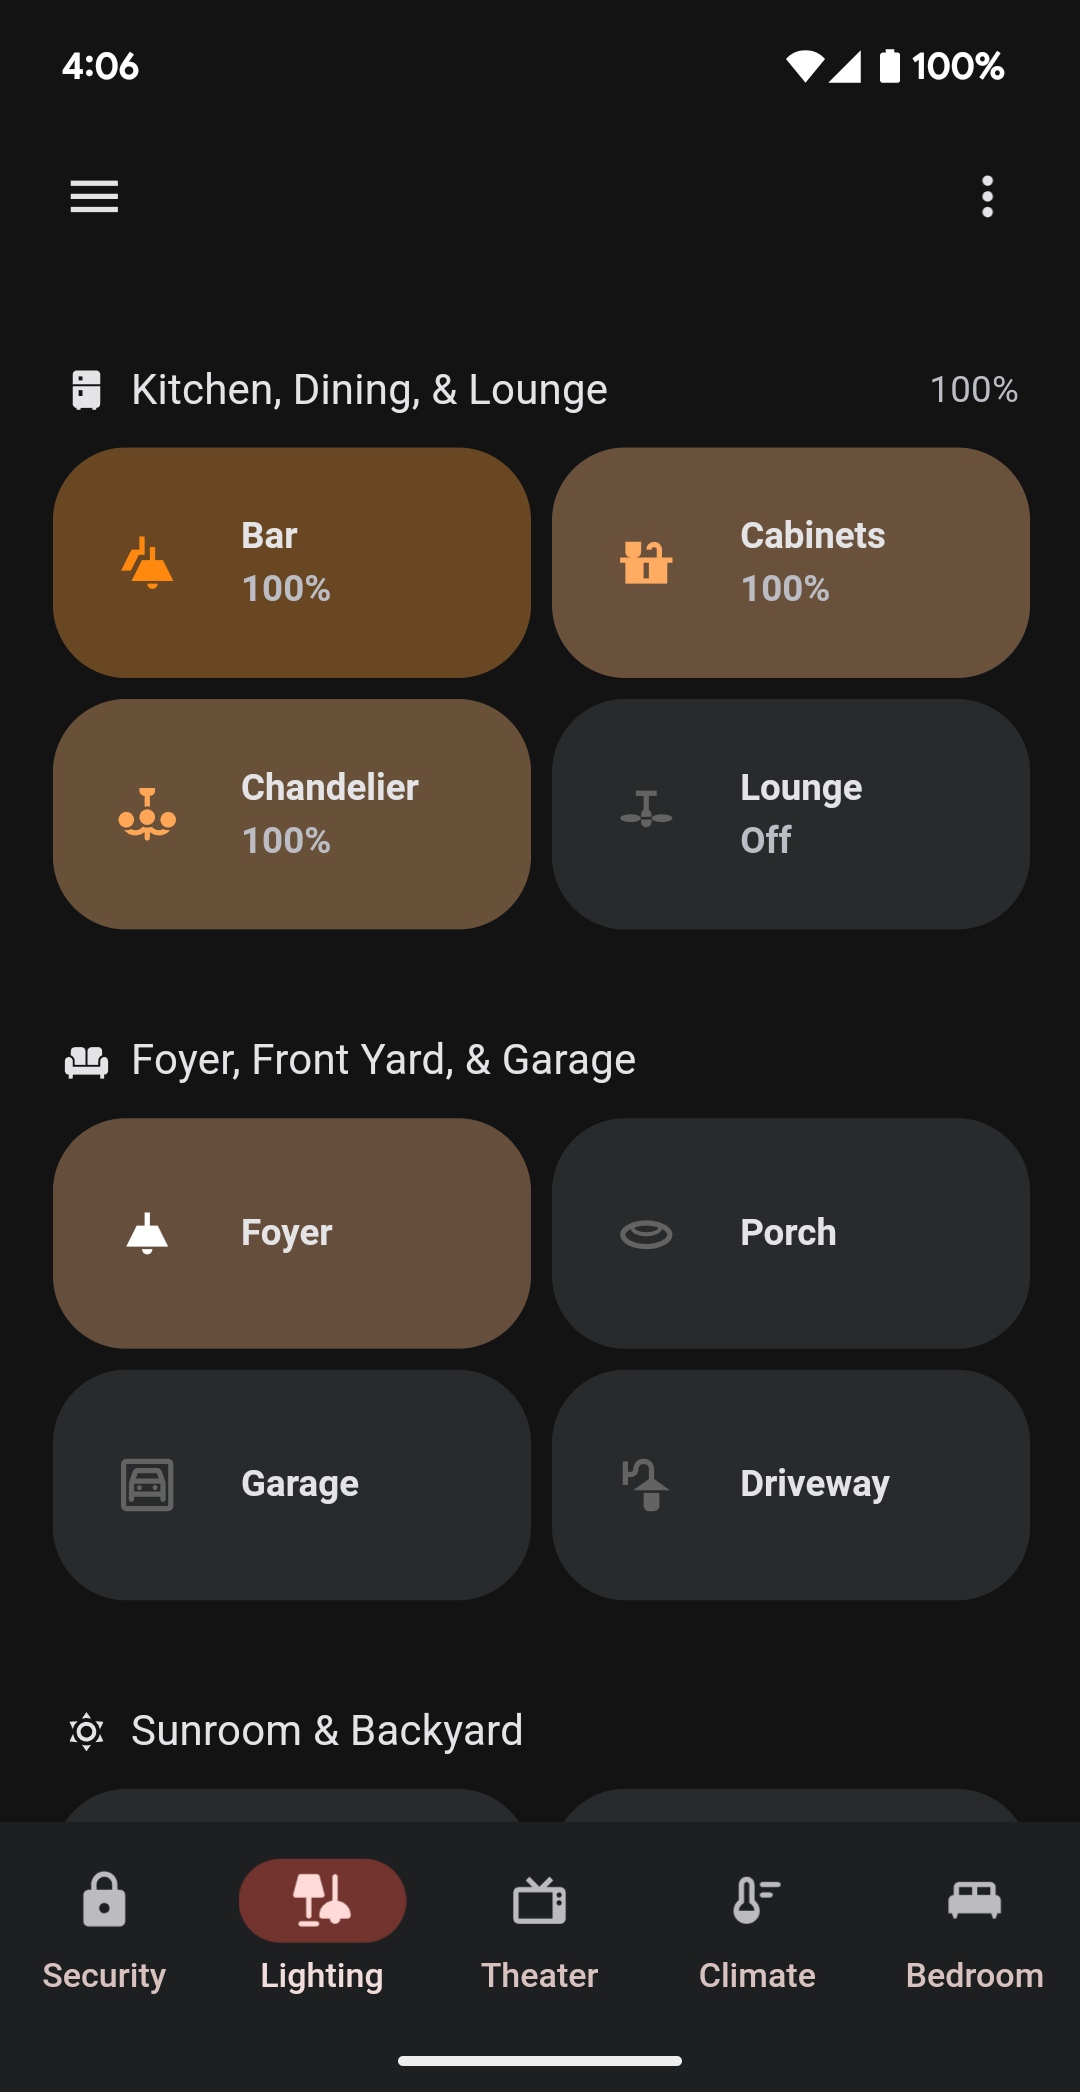 4:06
100%
Kitchen, Dining, & Lounge
100%
Bar
100%
Cabinets
100%
Chandelier
100%
Lounge
Off
Foyer, Front Yard, & Garage
Foyer
Porch
Garage
Driveway
Sunroom & Backyard
Security
Lighting
Theater
Climate
Bedroom